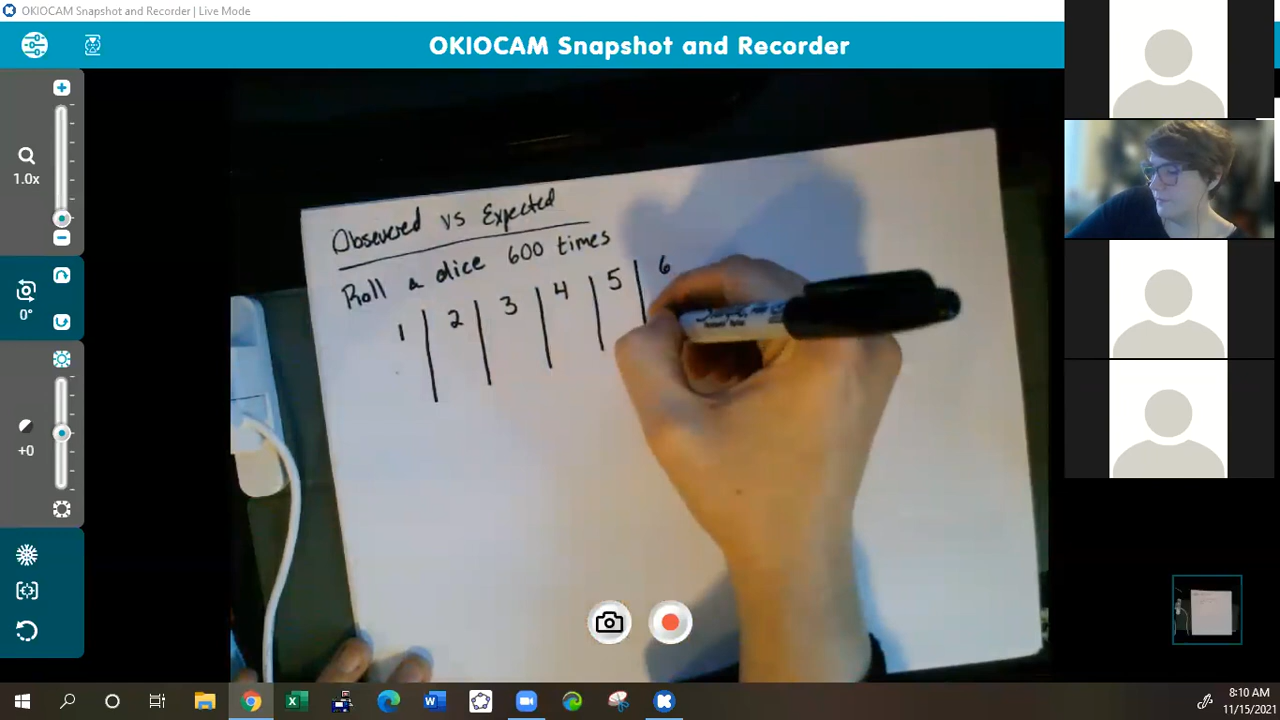 OKIOCAM Snapshot and Recorder | Live Mode
OKIOCAM Snapshot and Recorder
1.0x
0°
+0
Obsevered vs Expected
Roll a dice 600 times
1 2 3 4 5 6
8:10 AM
11/15/2021